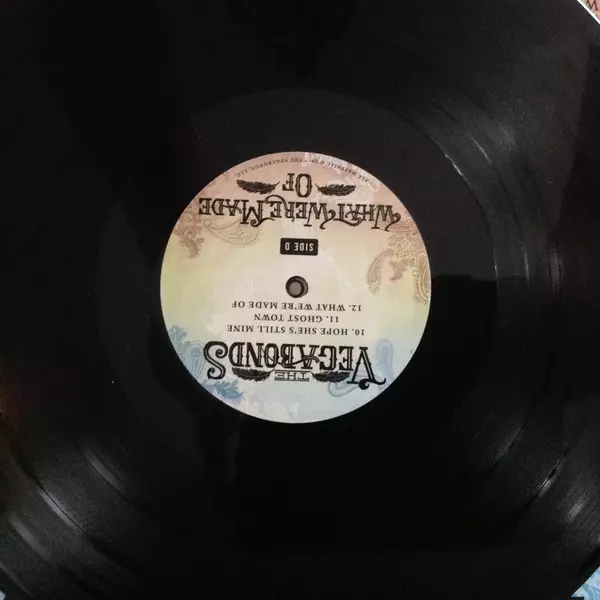 THE
VEGABONDS
10. HOPE SHE'S STILL MINE
11. GHOST TOWN
12. WHAT WE'RE MADE OF
SIDE D
WHAT WE'RE MADE
OF